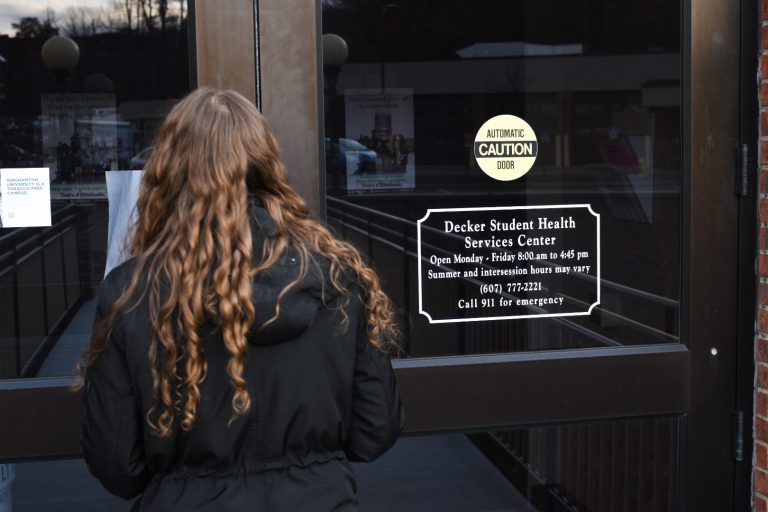 BINGHAMTON
UNIVERSITY IS A
TOBACCO-FREE
CAMPUS
AUTOMATIC
CAUTION
DOOR
Decker Student Health
Services Center
Open Monday - Friday 8:00 am to 4:45 pm
Summer and intersession hours may vary
(607) 777-2221
Call 911 for emergency